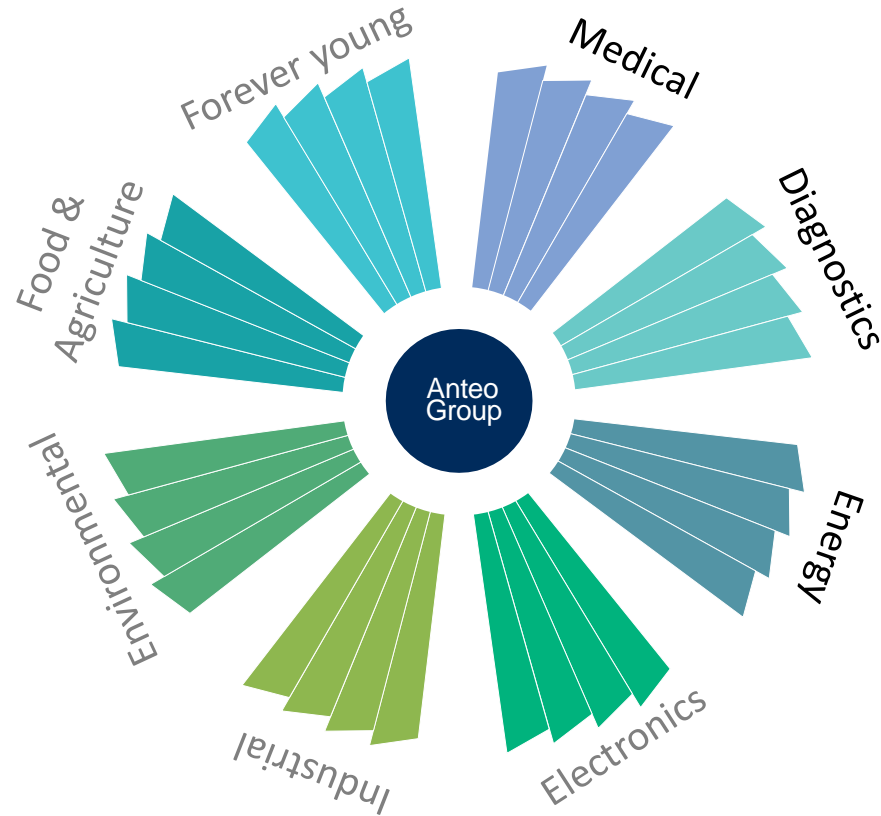 Forever young
Medical
Diagnostics
Energy
Electronics
Industrial
Environmental
Food &
Agriculture
Anteo
Group